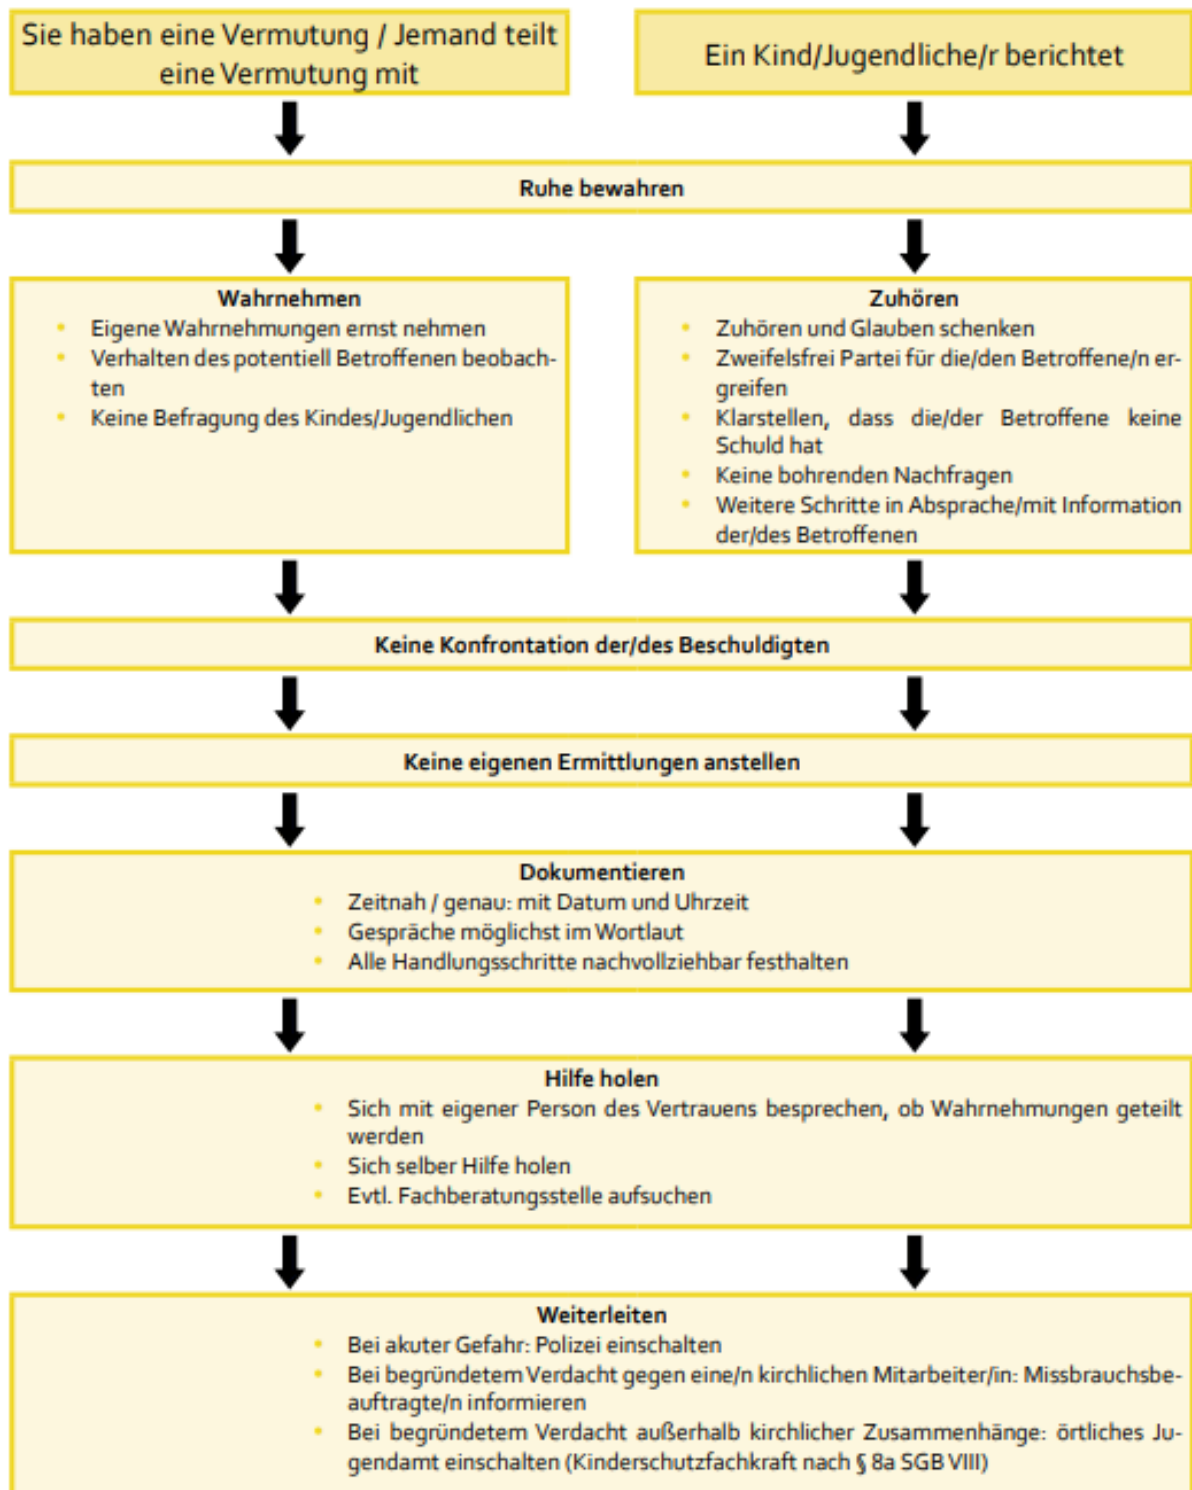 Sie haben eine Vermutung / Jemand teilt
eine Vermutung mit
Ein Kind/Jugendliche/r berichtet
Ruhe bewahren
Wahrnehmen
• Eigene Wahrnehmungen ernst nehmen
• Verhalten des potentiell Betroffenen beobach-
ten
• Keine Befragung des Kindes/Jugendlichen
Zuhören
• Zuhören und Glauben schenken
• Zweifelsfrei Partei für die/den Betroffene/n er-
greifen
• Klarstellen, dass die/der Betroffene keine
Schuld hat
• Keine bohrenden Nachfragen
• Weitere Schritte in Absprache/mit Information
der/des Betroffenen
Keine Konfrontation der/des Beschuldigten
Keine eigenen Ermittlungen anstellen
Dokumentieren
• Zeitnah / genau: mit Datum und Uhrzeit
• Gespräche möglichst im Wortlaut
• Alle Handlungsschritte nachvollziehbar festhalten
Hilfe holen
• Sich mit eigener Person des Vertrauens besprechen, ob Wahrnehmungen geteilt
werden
• Sich selber Hilfe holen
• Evtl. Fachberatungsstelle aufsuchen
Weiterleiten
• Bei akuter Gefahr: Polizei einschalten
• Bei begründetem Verdacht gegen eine/n kirchlichen Mitarbeiter/in: Missbrauchsbe-
auftragte/n informieren
• Bei begründetem Verdacht außerhalb kirchlicher Zusammenhänge: örtliches Ju-
gendamt einschalten (Kinderschutzfachkraft nach § 8a SGB VIII)